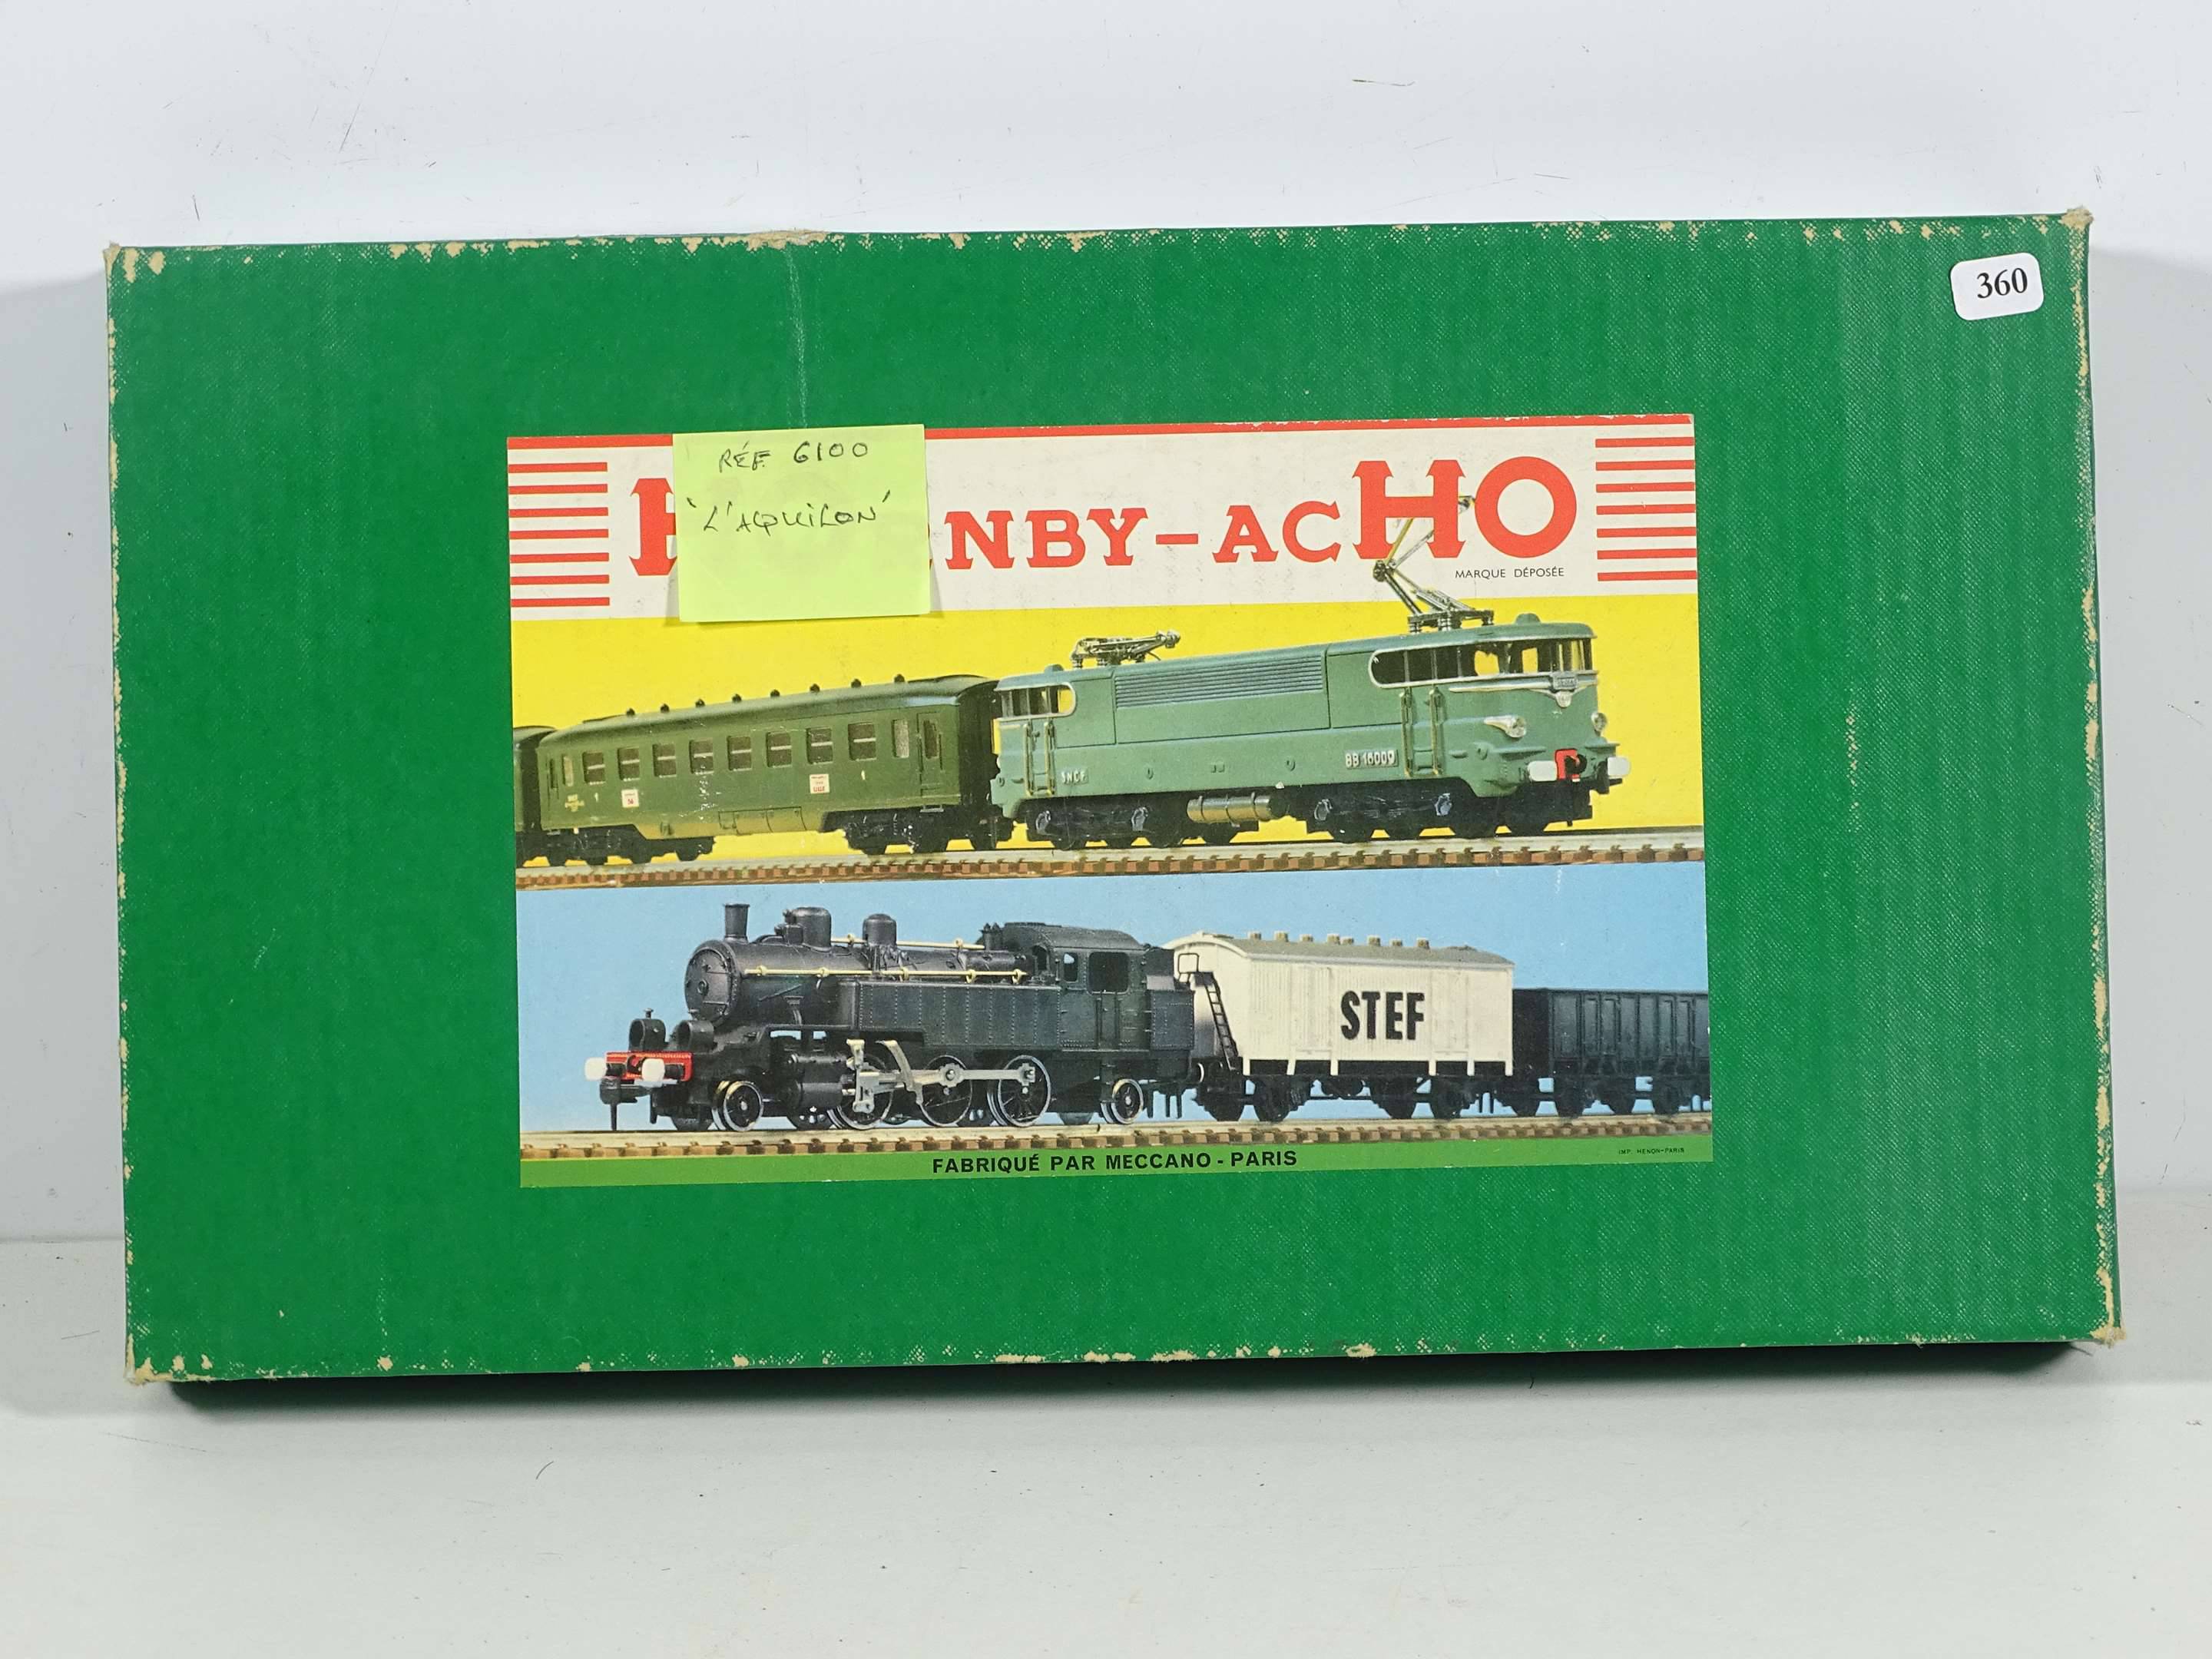 360
RÉF. 6100
'L'AQUILON'
H NBY-ACHO
MARQUE DÉPOSÉE
SNCF
BB 16009
STEF
FABRIQUÉ PAR MECCANO - PARIS
IMP. HENON-PARIS